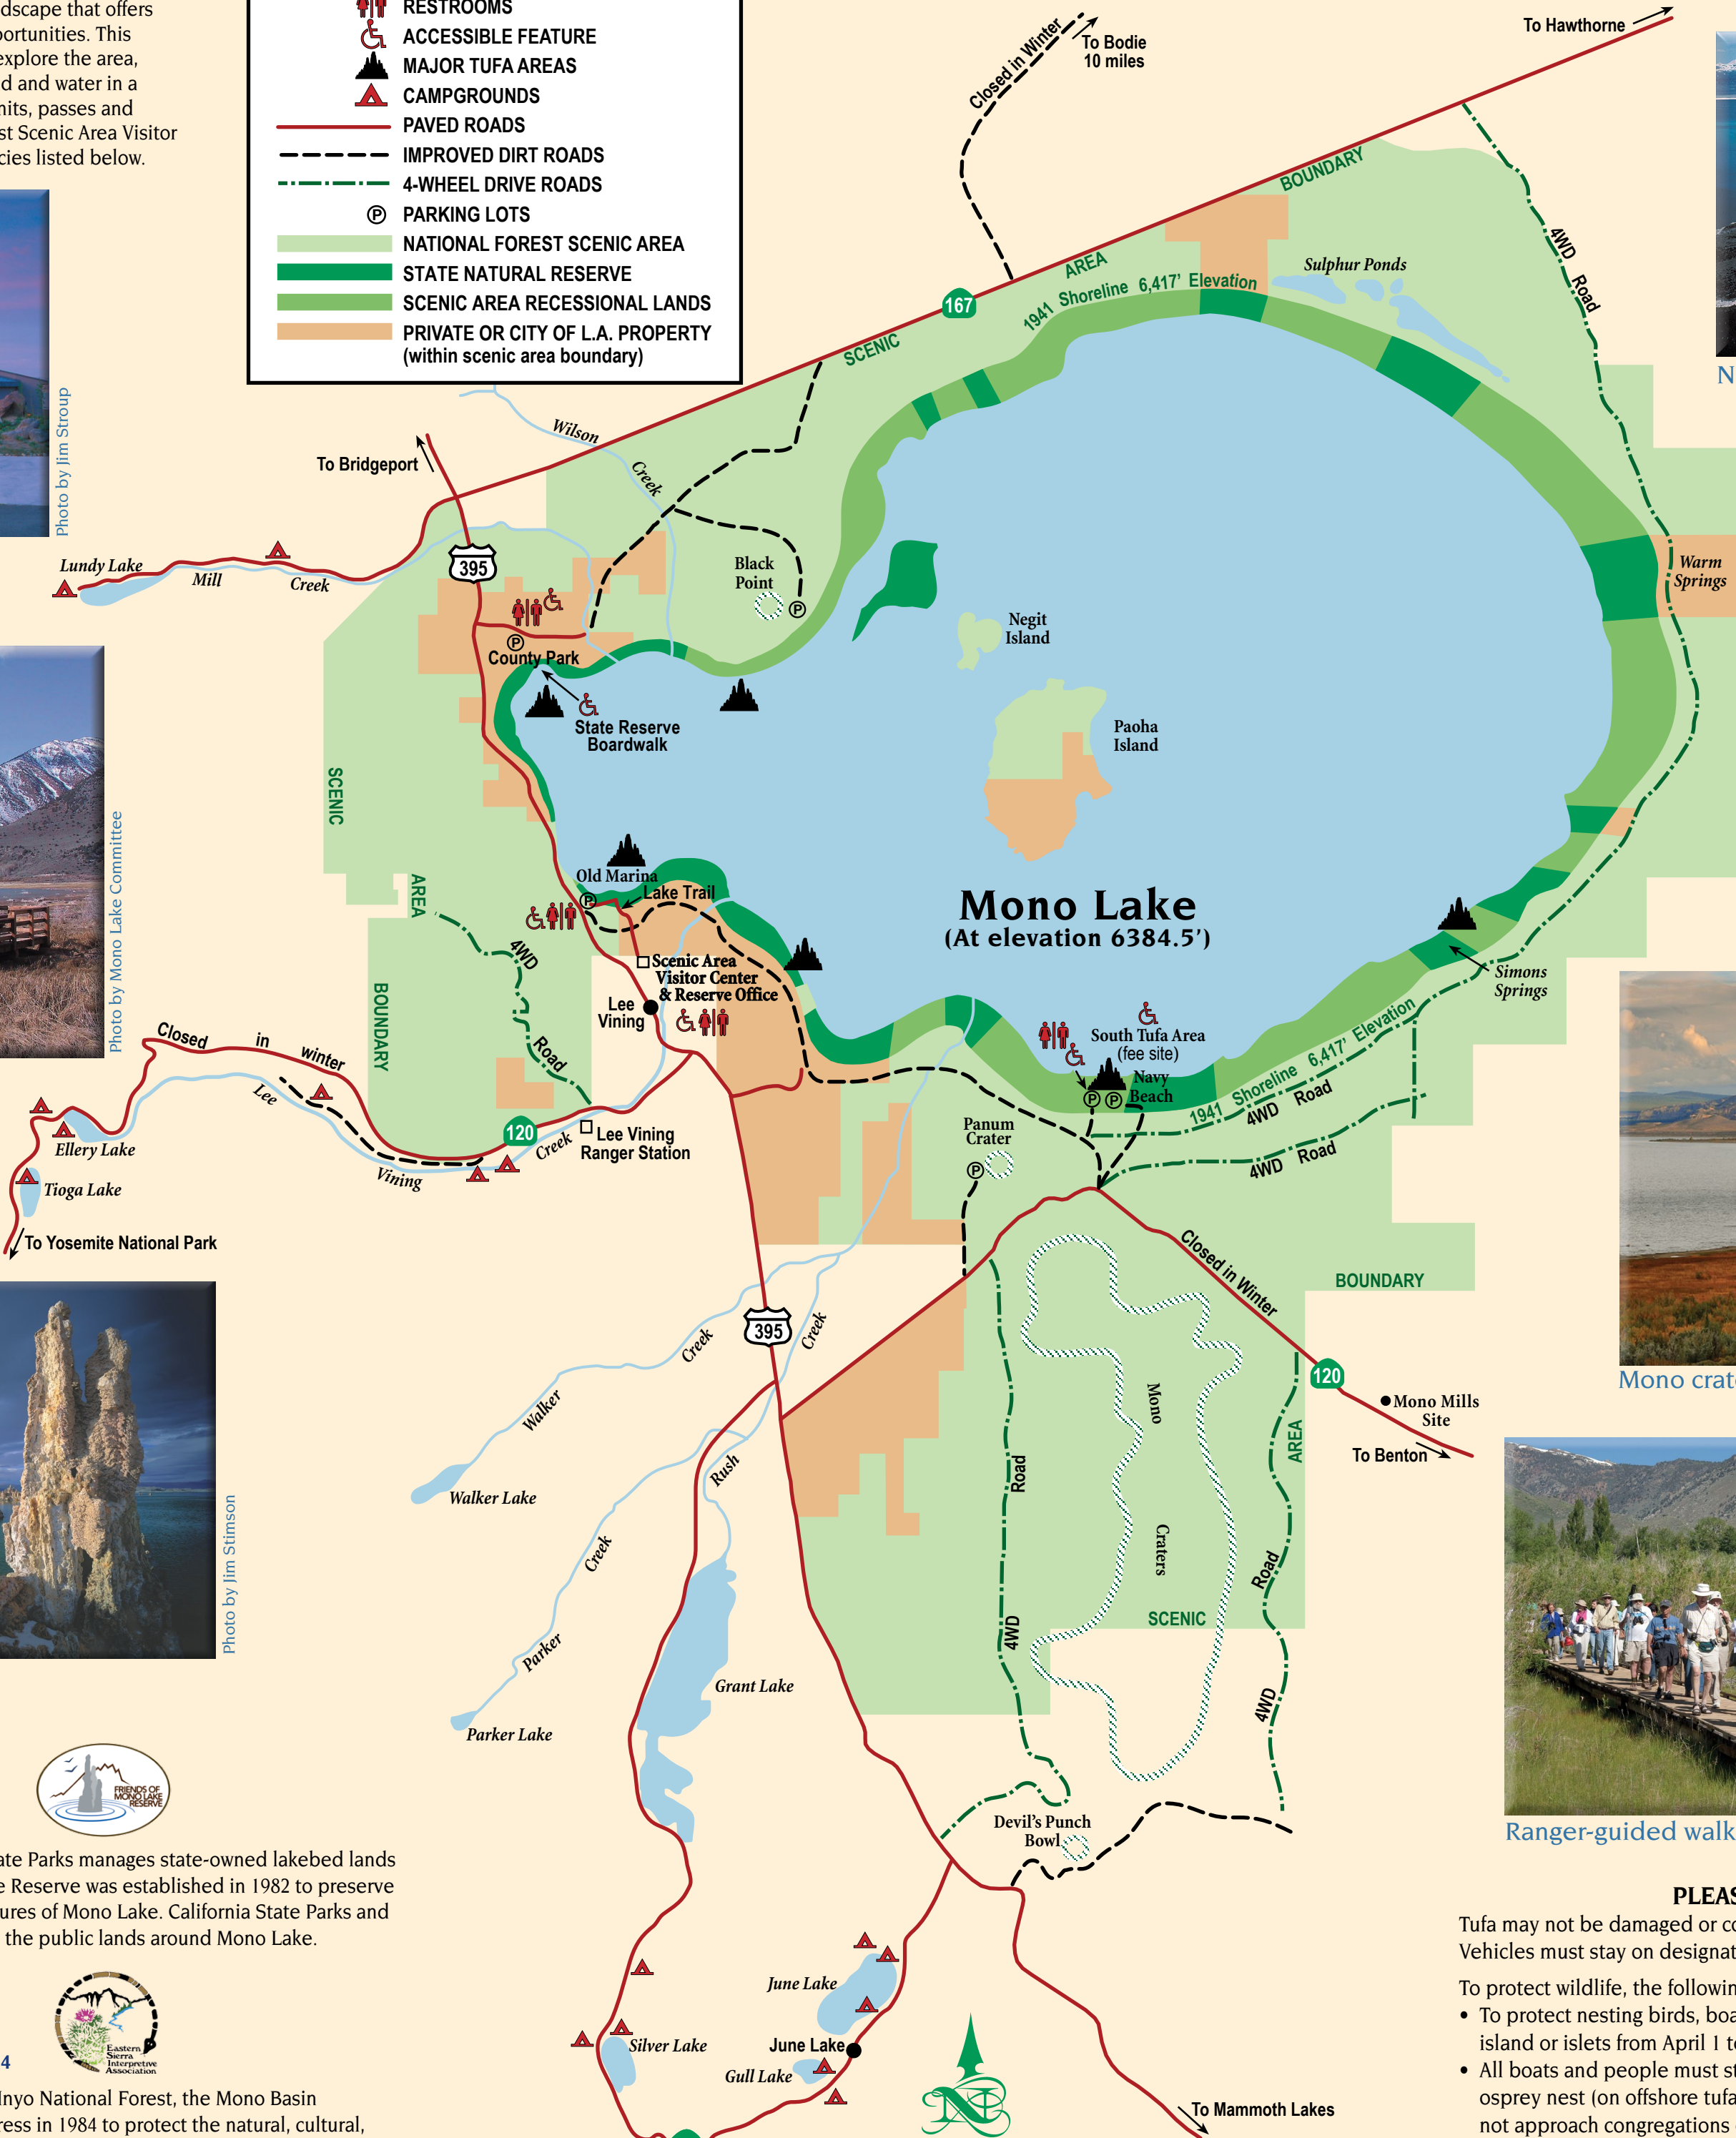 dscape that offers
portunities. This
explore the area,
d and water in a
mits, passes and
st Scenic Area Visitor
cies listed below.
RESTROOMS
ACCESSIBLE FEATURE
MAJOR TUFA AREAS
CAMPGROUNDS
PAVED ROADS
IMPROVED DIRT ROADS
4-WHEEL DRIVE ROADS
P PARKING LOTS
NATIONAL FOREST SCENIC AREA
STATE NATURAL RESERVE
SCENIC AREA RECESSIONAL LANDS
PRIVATE OR CITY OF L.A. PROPERTY
(within scenic area boundary)
Closed in Winter
To Bodie
10 miles
To Hawthorne
BOUNDARY
AREA
SCENIC
167
1941 Shoreline 6,417' Elevation
Sulphur Ponds
4WD Road
N
Photo by Jim Stroup
Wilson
Creek
To Bridgeport
395
Lundy Lake
Mill
Creek
Black
Point
P
Negit
Island
Warm
Springs
P
County Park
State Reserve
Boardwalk
Paoha
Island
SCENIC
AREA
BOUNDARY
Photo by Mono Lake Committee
Old Marina
P
Lake Trail
Mono Lake
(At elevation 6384.5')
4WD
Road
Scenic Area
Visitor Center
& Reserve Office
Lee
Vining
Simons
Springs
South Tufa Area
(fee site)
Navy
Beach
P P
1941 Shoreline 6,417' Elevation
4WD Road
4WD Road
Closed in winter
Lee
Vining
Creek
120
Lee Vining
Ranger Station
Ellery Lake
Tioga Lake
To Yosemite National Park
Panum
Crater
P
Closed in Winter
BOUNDARY
395
Creek
Creek
Walker
Walker Lake
Rush
120
Mono Mills
Site
To Benton
AREA
Mono
Craters
Road
4WD
SCENIC
Road
4WD
Mono crat
Photo by Jim Stimson
Creek
Parker
Parker Lake
Grant Lake
Devil's Punch
Bowl
Ranger-guided walk
FRIENDS OF
MONO LAKE
RESERVE
ate Parks manages state-owned lakebed lands
e Reserve was established in 1982 to preserve
ures of Mono Lake. California State Parks and
the public lands around Mono Lake.
Eastern
Sierra
Interpretive
Association
4
Inyo National Forest, the Mono Basin
ress in 1984 to protect the natural, cultural,
June Lake
June Lake
Silver Lake
Gull Lake
N
To Mammoth Lakes
PLEAS
Tufa may not be damaged or co
Vehicles must stay on designat
To protect wildlife, the followin
• To protect nesting birds, boa
island or islets from April 1 to
• All boats and people must st
osprey nest (on offshore tufa
not approach congregations